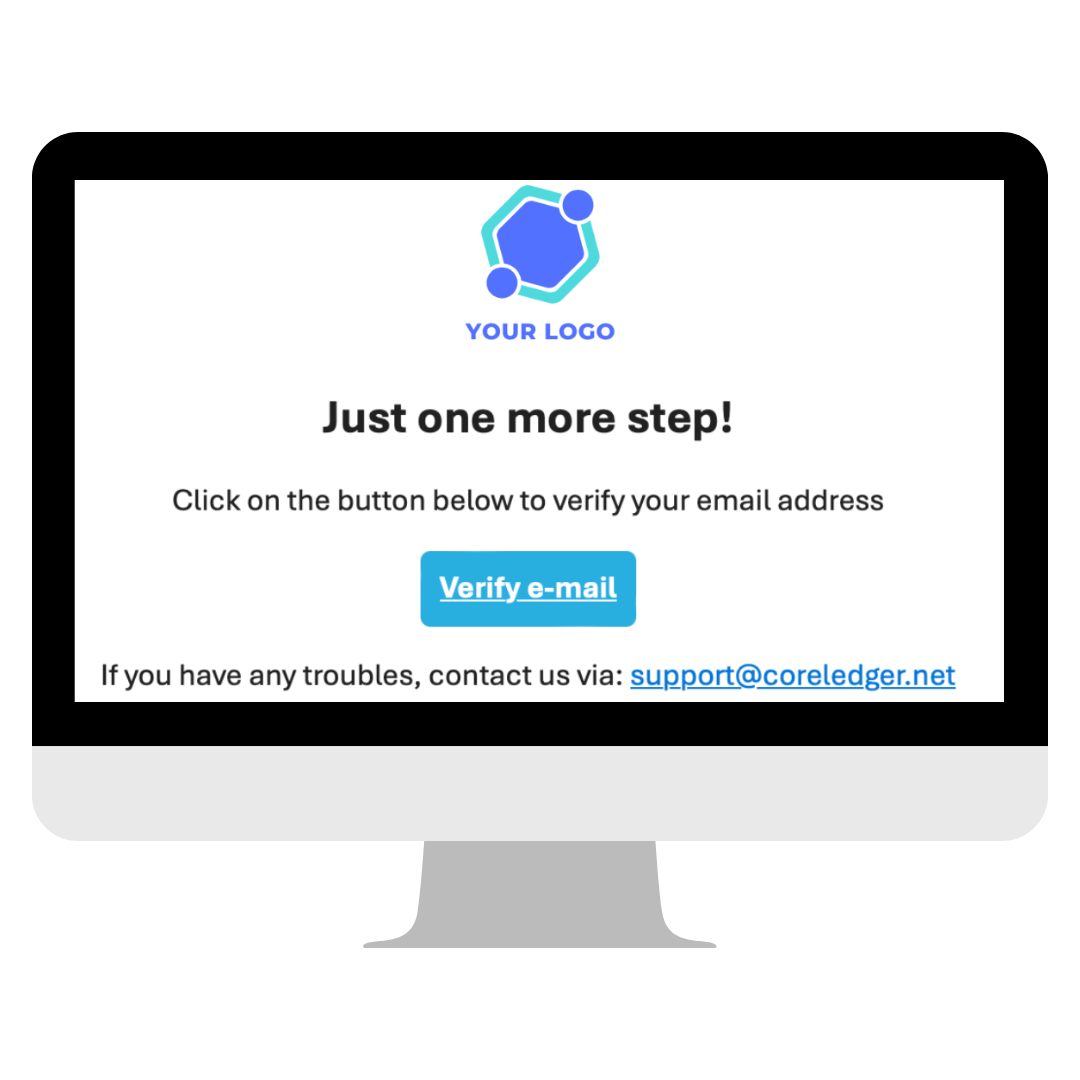 YOUR LOGO
Just one more step!
Click on the button below to verify your email address
Verify e-mail
If you have any troubles, contact us via: support@coreledger.net